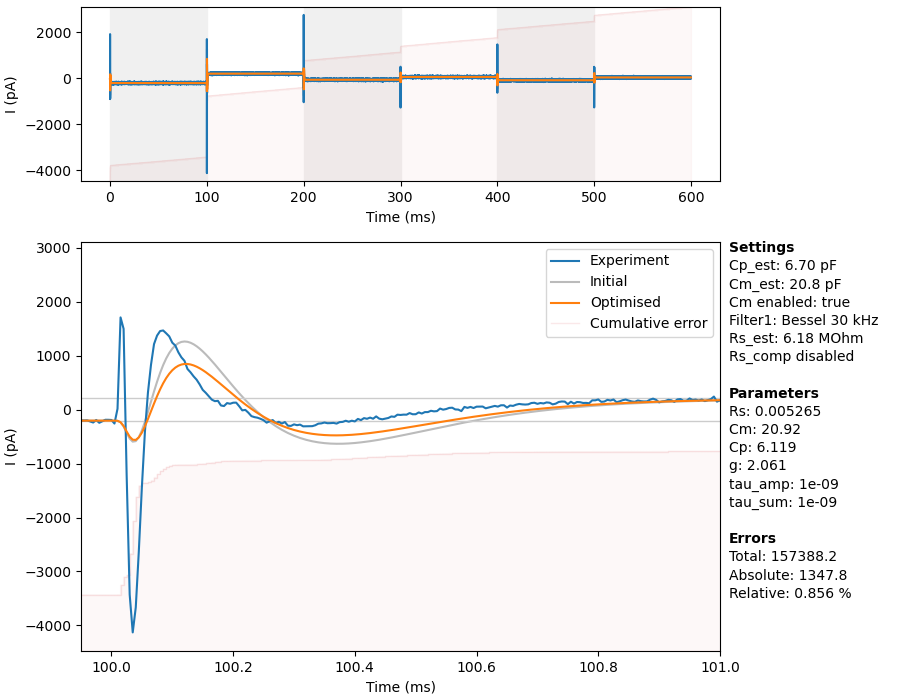 2000
0
−2000
−4000
I (pA)
0 100 200 300 400 500 600
Time (ms)
3000
2000
1000
0
−1000
−2000
−3000
−4000
I (pA)
100.0 100.2 100.4 100.6 100.8 101.0
Time (ms)
Experiment
Initial
Optimised
Cumulative error
Settings
Cp_est: 6.70 pF
Cm_est: 20.8 pF
Cm enabled: true
Filter1: Bessel 30 kHz
Rs_est: 6.18 MOhm
Rs_comp disabled
Parameters
Rs: 0.005265
Cm: 20.92
Cp: 6.119
g: 2.061
tau_amp: 1e-09
tau_sum: 1e-09
Errors
Total: 157388.2
Absolute: 1347.8
Relative: 0.856 %